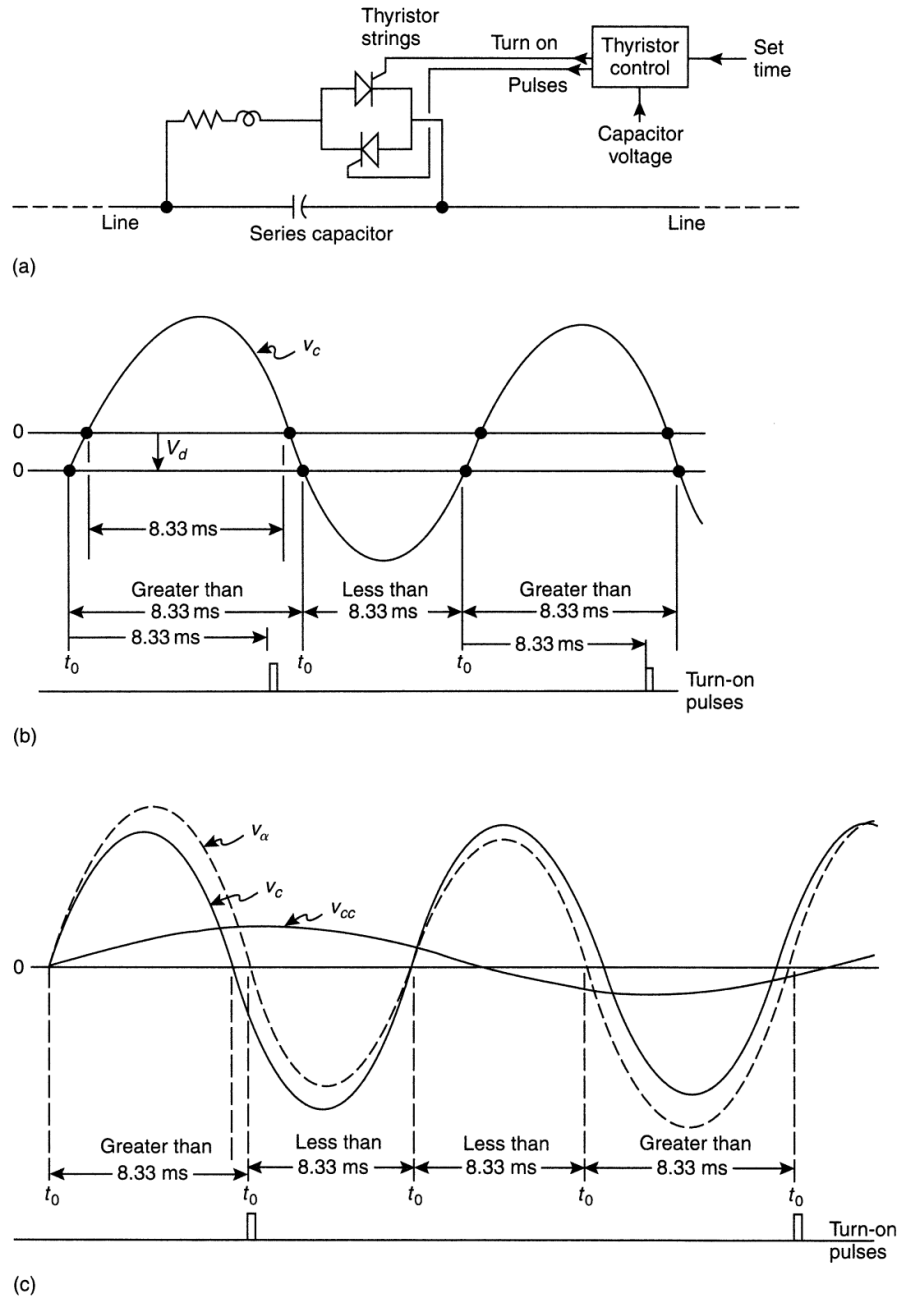 Thyristor
strings
Turn on
Pulses
Thyristor
control
Set
time
Capacitor
voltage
Line
Series capacitor
Line
(a)
v_c
0
V_d
0
8.33 ms
Greater than
8.33 ms
Less than
8.33 ms
Greater than
8.33 ms
8.33 ms
8.33 ms
t_0
t_0
t_0
Turn-on
pulses
(b)
v_α
v_c
v_cc
0
Greater than
8.33 ms
Less than
8.33 ms
Less than
8.33 ms
Greater than
8.33 ms
t_0
t_0
t_0
t_0
t_0
Turn-on
pulses
(c)